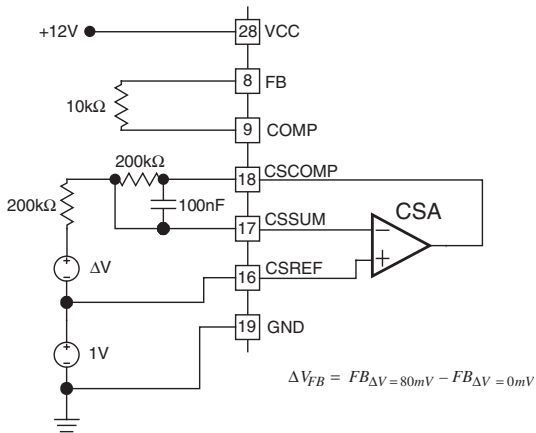 +12V
28 VCC
8 FB
10kΩ
9 COMP
200kΩ
18 CSCOMP
200kΩ
100nF
CSA
17 CSSUM
−
+
ΔV
+
−
16 CSREF
19 GND
1V
+
−
ΔV_FB = FB_ΔV = 80mV − FB_ΔV = 0mV